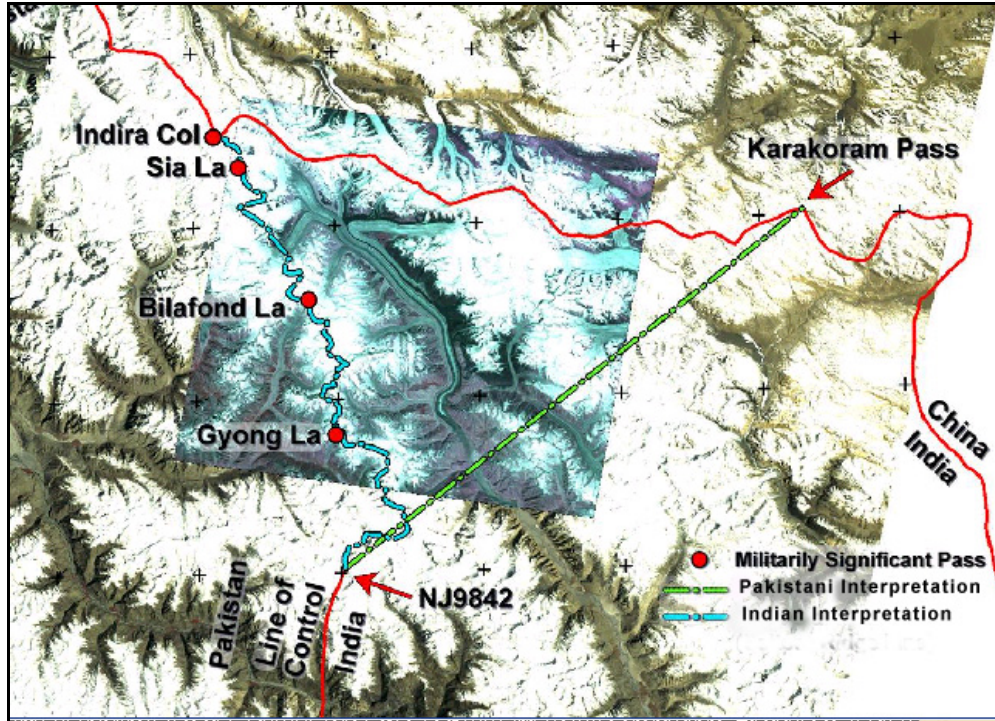 Indira Col
Sia La
Karakoram Pass
Bilafond La
Gyong La
China
India
NJ9842
Pakistan
Line of
Control
India
Militarily Significant Pass
Pakistani Interpretation
Indian Interpretation